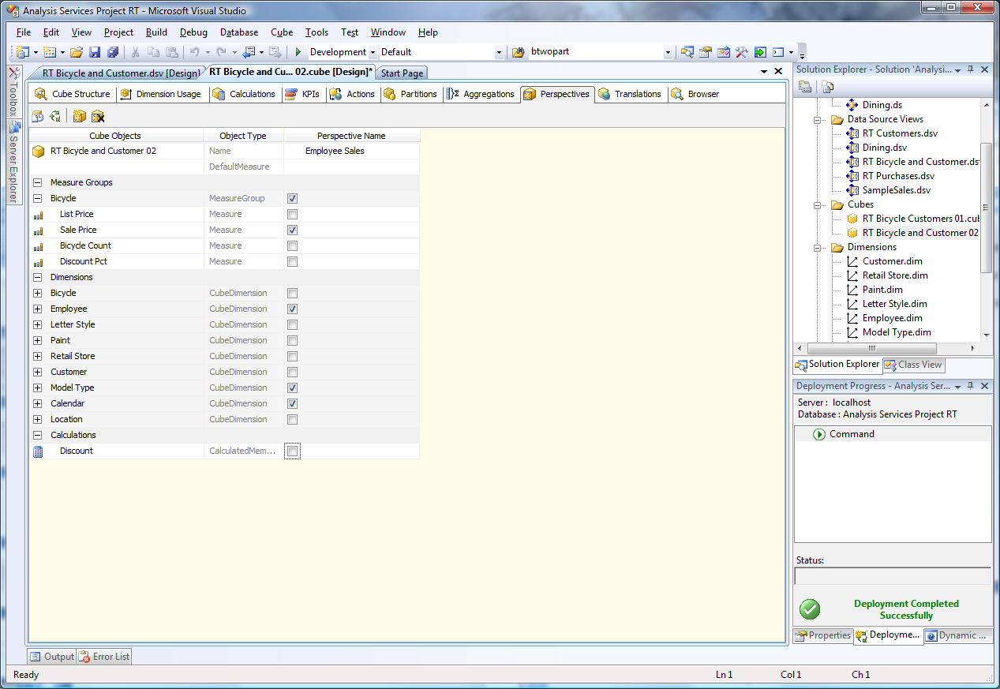 Analysis Services Project RT - Microsoft Visual Studio
File Edit View Project Build Debug Database Cube Tools Test Window Help
Development Default btwopart
Toolbox
Server Explorer
RT Bicycle and Customer.dsv [Design] RT Bicycle and Cu... 02.cube [Design]* Start Page
Cube Structure Dimension Usage Calculations KPIs Actions Partitions Aggregations Perspectives Translations Browser
Cube Objects Object Type Perspective Name
RT Bicycle and Customer 02 Name Employee Sales
DefaultMeasure
Measure Groups
Bicycle MeasureGroup
List Price Measure
Sale Price Measure
Bicycle Count Measure
Discount Pct Measure
Dimensions
Bicycle CubeDimension
Employee CubeDimension
Letter Style CubeDimension
Paint CubeDimension
Retail Store CubeDimension
Customer CubeDimension
Model Type CubeDimension
Calendar CubeDimension
Location CubeDimension
Calculations
Discount CalculatedMem...
Solution Explorer - Solution 'Analysi...
Dining.ds
Data Source Views
RT Customers.dsv
Dining.dsv
RT Bicycle and Customer.ds
RT Purchases.dsv
SampleSales.dsv
Cubes
RT Bicycle Customers 01.cub
RT Bicycle and Customer 02
Dimensions
Customer.dim
Retail Store.dim
Paint.dim
Letter Style.dim
Employee.dim
Model Type.dim
Solution Explorer Class View
Deployment Progress - Analysis Ser...
Server : localhost
Database : Analysis Services Project RT
Command
Status:
Deployment Completed
Successfully
Properties Deployme... Dynamic ...
Output Error List
Ready Ln 1 Col 1 Ch 1